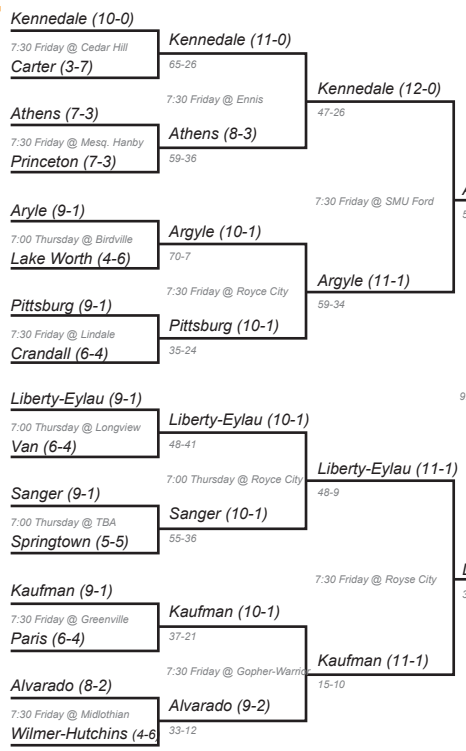 Kennedale (10-0)
7:30 Friday @ Cedar Hill
Carter (3-7)
Kennedale (11-0)
65-26
7:30 Friday @ Ennis
Athens (7-3)
7:30 Friday @ Mesq. Hanby
Princeton (7-3)
Athens (8-3)
59-36
Kennedale (12-0)
47-26
7:30 Friday @ SMU Ford
Aryle (9-1)
7:00 Thursday @ Birdville
Lake Worth (4-6)
Argyle (10-1)
70-7
7:30 Friday @ Royce City
Pittsburg (9-1)
7:30 Friday @ Lindale
Crandall (6-4)
Pittsburg (10-1)
35-24
Argyle (11-1)
59-34
Liberty-Eylau (9-1)
7:00 Thursday @ Longview
Van (6-4)
Liberty-Eylau (10-1)
48-41
7:00 Thursday @ Royce City
Sanger (9-1)
7:00 Thursday @ TBA
Springtown (5-5)
Sanger (10-1)
55-36
Liberty-Eylau (11-1)
48-9
7:30 Friday @ Royse City
Kaufman (9-1)
7:30 Friday @ Greenville
Paris (6-4)
Kaufman (10-1)
37-21
7:30 Friday @ Gopher-Warrior
Alvarado (8-2)
7:30 Friday @ Midlothian
Wilmer-Hutchins (4-6)
Alvarado (9-2)
33-12
Kaufman (11-1)
15-10